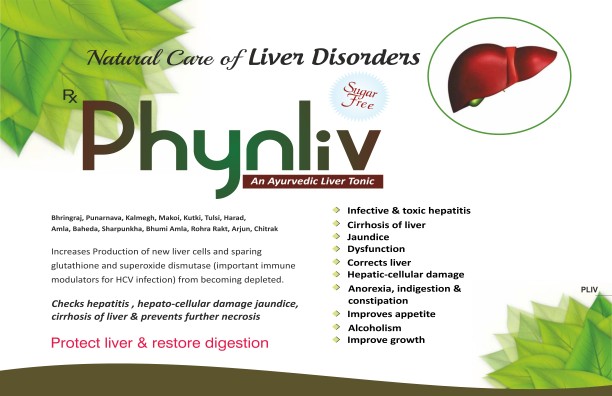 Natural Care of Liver Disorders
Rx
Sugar
Free
Phynliv
An Ayurvedic Liver Tonic
Bhringraj, Punarnava, Kalmegh, Makoi, Kutki, Tulsi, Harad,
Amla, Baheda, Sharpunkha, Bhumi Amla, Rohra Rakt, Arjun, Chitrak
Increases Production of new liver cells and sparing
glutathione and superoxide dismutase (important immune
modulators for HCV infection) from becoming depleted.
Checks hepatitis , hepato-cellular damage jaundice,
cirrhosis of liver & prevents further necrosis
Protect liver & restore digestion
Infective & toxic hepatitis
Cirrhosis of liver
Jaundice
Dysfunction
Corrects liver
Hepatic-cellular damage
Anorexia, indigestion &
constipation
Improves appetite
Alcoholism
Improve growth
PLIV